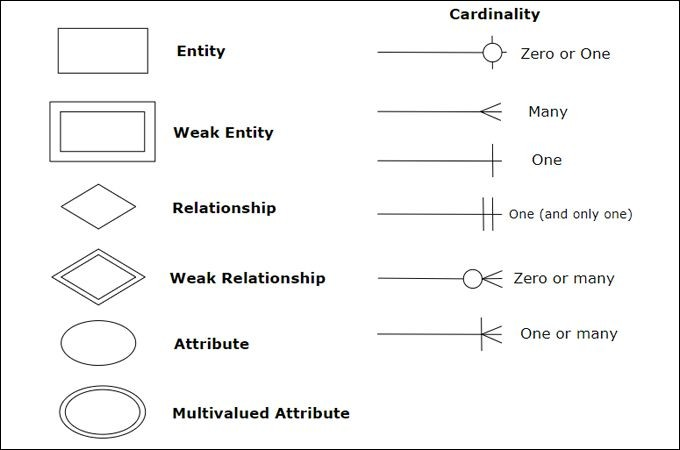 Cardinality
Entity
Zero or One
Many
Weak Entity
One
Relationship
One (and only one)
Weak Relationship
Zero or many
Attribute
One or many
Multivalued Attribute